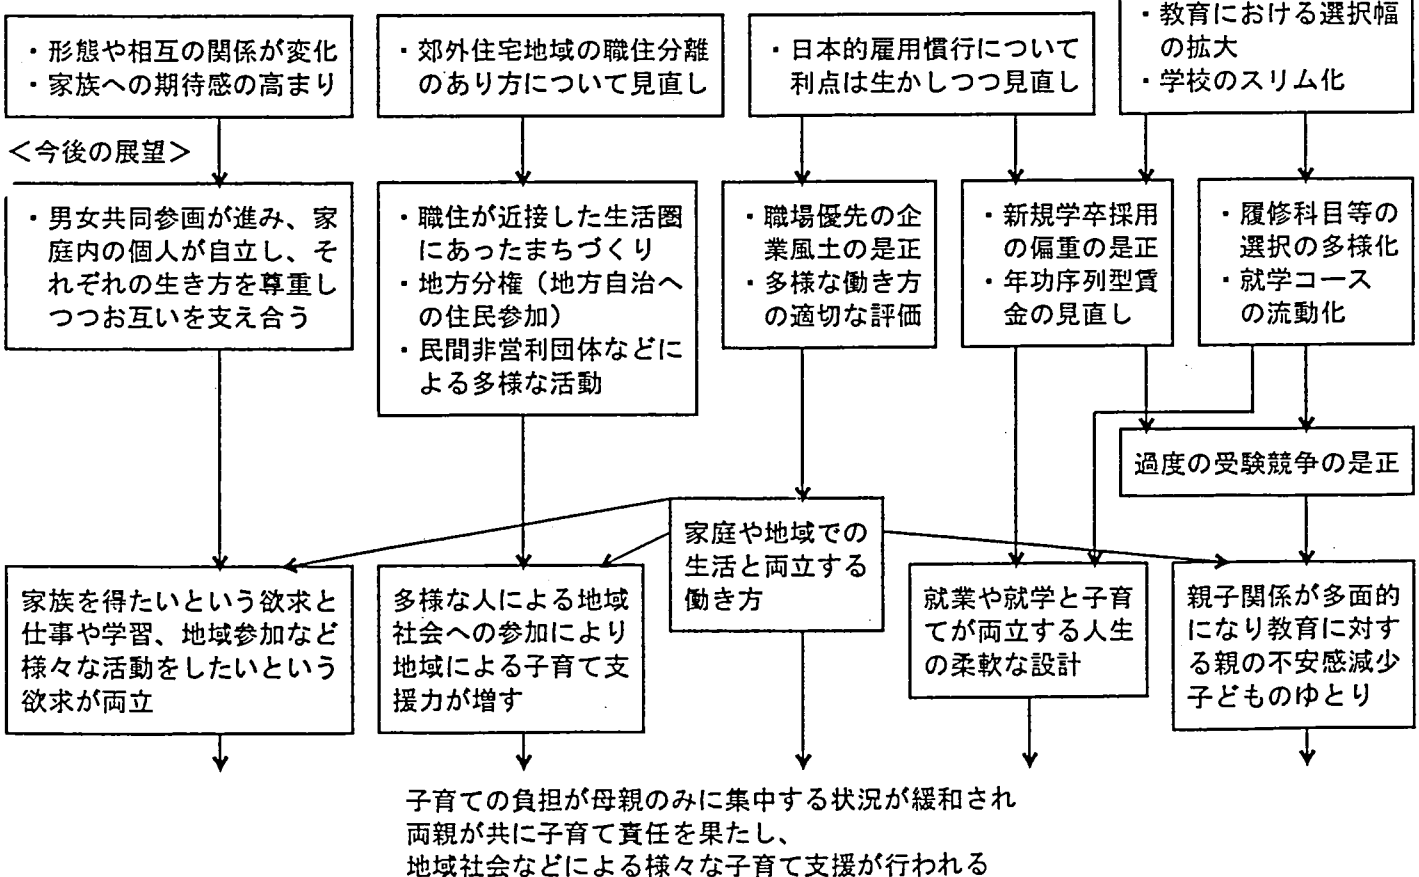 ・形態や相互の関係が変化
・家族への期待感の高まり
・郊外住宅地域の職住分離
のあり方について見直し
・日本的雇用慣行について
利点は生かしつつ見直し
・教育における選択幅
の拡大
・学校のスリム化
＜今後の展望＞
・男女共同参画が進み、家
庭内の個人が自立し、そ
れぞれの生き方を尊重し
つつお互いを支え合う
・職住が近接した生活圏
にあったまちづくり
・地方分権（地方自治へ
の住民参加）
・民間非営利団体などに
よる多様な活動
・職場優先の企
業風土の是正
・多様な働き方
の適切な評価
・新規学卒採用
の偏重の是正
・年功序列型賃
金の見直し
・履修科目等の
選択の多様化
・就学コース
の流動化
過度の受験競争の是正
家庭や地域での
生活と両立する
働き方
家族を得たいという欲求と
仕事や学習、地域参加など
様々な活動をしたいという
欲求が両立
多様な人による地域
社会への参加により
地域による子育て支
援力が増す
就業や就学と子育
てが両立する人生
の柔軟な設計
親子関係が多面的
になり教育に対す
る親の不安感減少
子どものゆとり
子育ての負担が母親のみに集中する状況が緩和され
両親が共に子育て責任を果たし、
地域社会などによる様々な子育て支援が行われる